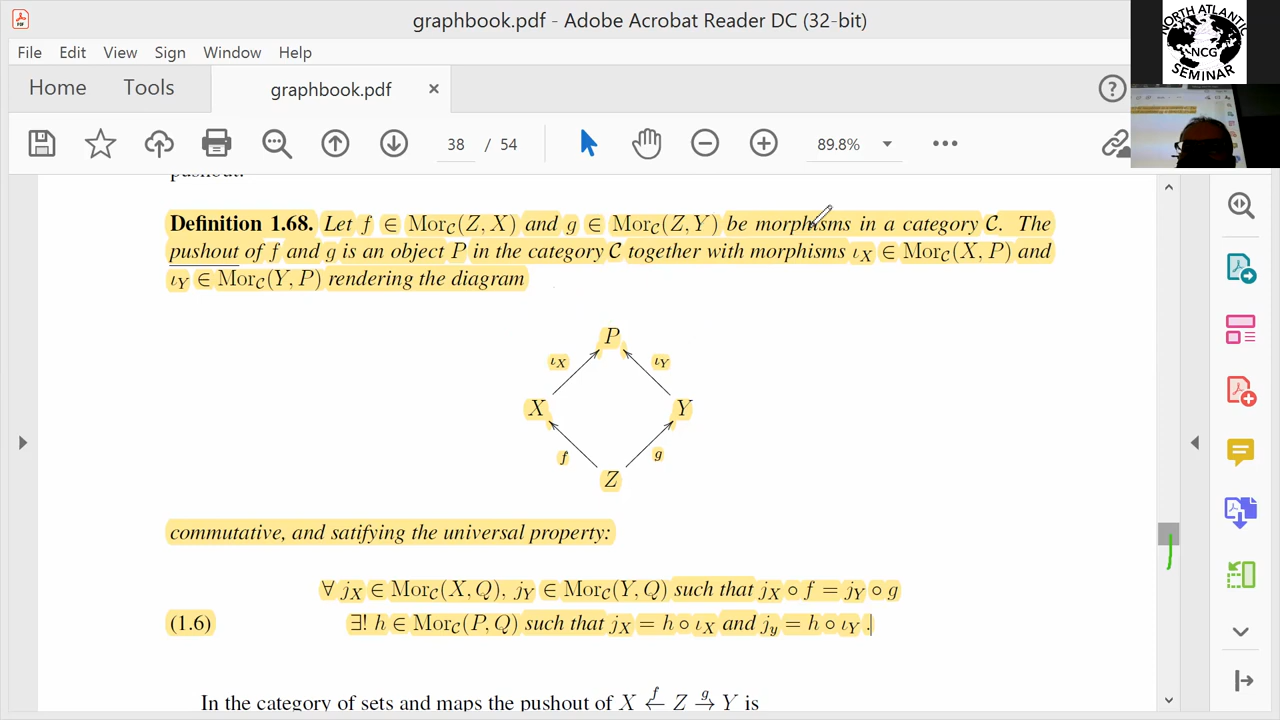 graphbook.pdf - Adobe Acrobat Reader DC (32-bit)
NORTH ATLANTIC
NCG
SEMINAR
File Edit View Sign Window Help
Home Tools graphbook.pdf × ?
38 / 54 89.8%
pushout.
Definition 1.68. Let f ∈ Mor_C(Z, X) and g ∈ Mor_C(Z, Y) be morphisms in a category C. The
pushout of f and g is an object P in the category C together with morphisms ι_X ∈ Mor_C(X, P) and
ι_Y ∈ Mor_C(Y, P) rendering the diagram
P
ι_X ι_Y
X Y
f g
Z
commutative, and satifying the universal property:
∀ j_X ∈ Mor_C(X, Q), j_Y ∈ Mor_C(Y, Q) such that j_X ∘ f = j_Y ∘ g
(1.6) ∃! h ∈ Mor_C(P, Q) such that j_X = h ∘ ι_X and j_y = h ∘ ι_Y .
In the category of sets and maps the pushout of X ←f Z →g Y is